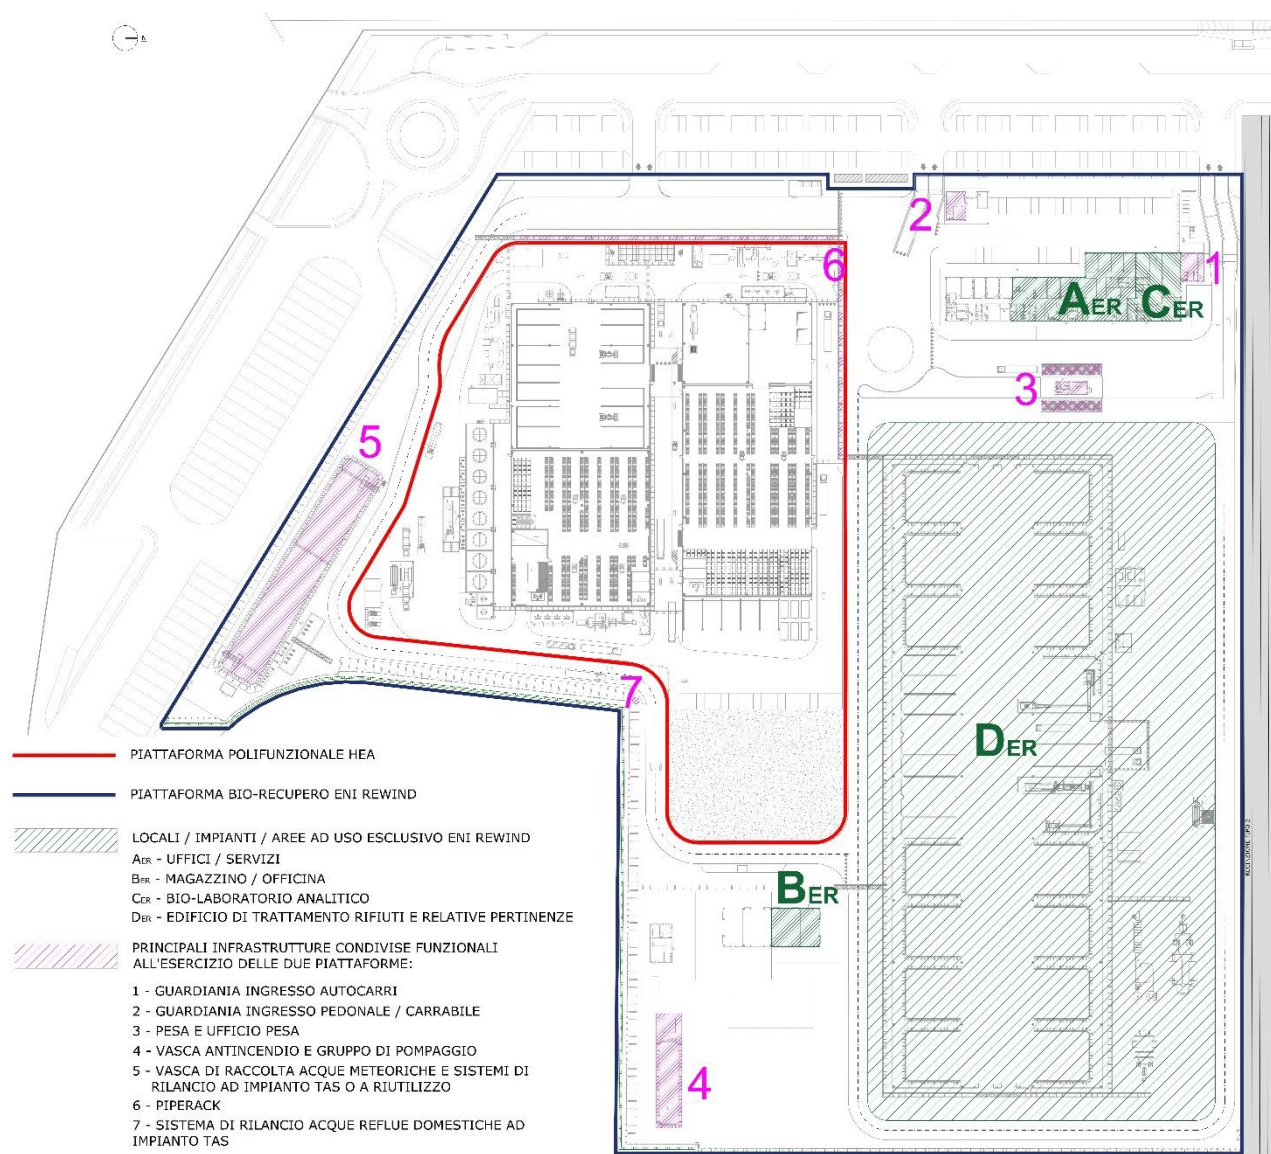 N
2
6
1
AER
CER
3
5
7
DER
BER
4
RECINZIONE TIPO 2
PIATTAFORMA POLIFUNZIONALE HEA
PIATTAFORMA BIO-RECUPERO ENI REWIND
LOCALI / IMPIANTI / AREE AD USO ESCLUSIVO ENI REWIND
AER - UFFICI / SERVIZI
BER - MAGAZZINO / OFFICINA
CER - BIO-LABORATORIO ANALITICO
DER - EDIFICIO DI TRATTAMENTO RIFIUTI E RELATIVE PERTINENZE
PRINCIPALI INFRASTRUTTURE CONDIVISE FUNZIONALI
ALL'ESERCIZIO DELLE DUE PIATTAFORME:
1 - GUARDIANIA INGRESSO AUTOCARRI
2 - GUARDIANIA INGRESSO PEDONALE / CARRABILE
3 - PESA E UFFICIO PESA
4 - VASCA ANTINCENDIO E GRUPPO DI POMPAGGIO
5 - VASCA DI RACCOLTA ACQUE METEORICHE E SISTEMI DI
RILANCIO AD IMPIANTO TAS O A RIUTILIZZO
6 - PIPERACK
7 - SISTEMA DI RILANCIO ACQUE REFLUE DOMESTICHE AD
IMPIANTO TAS